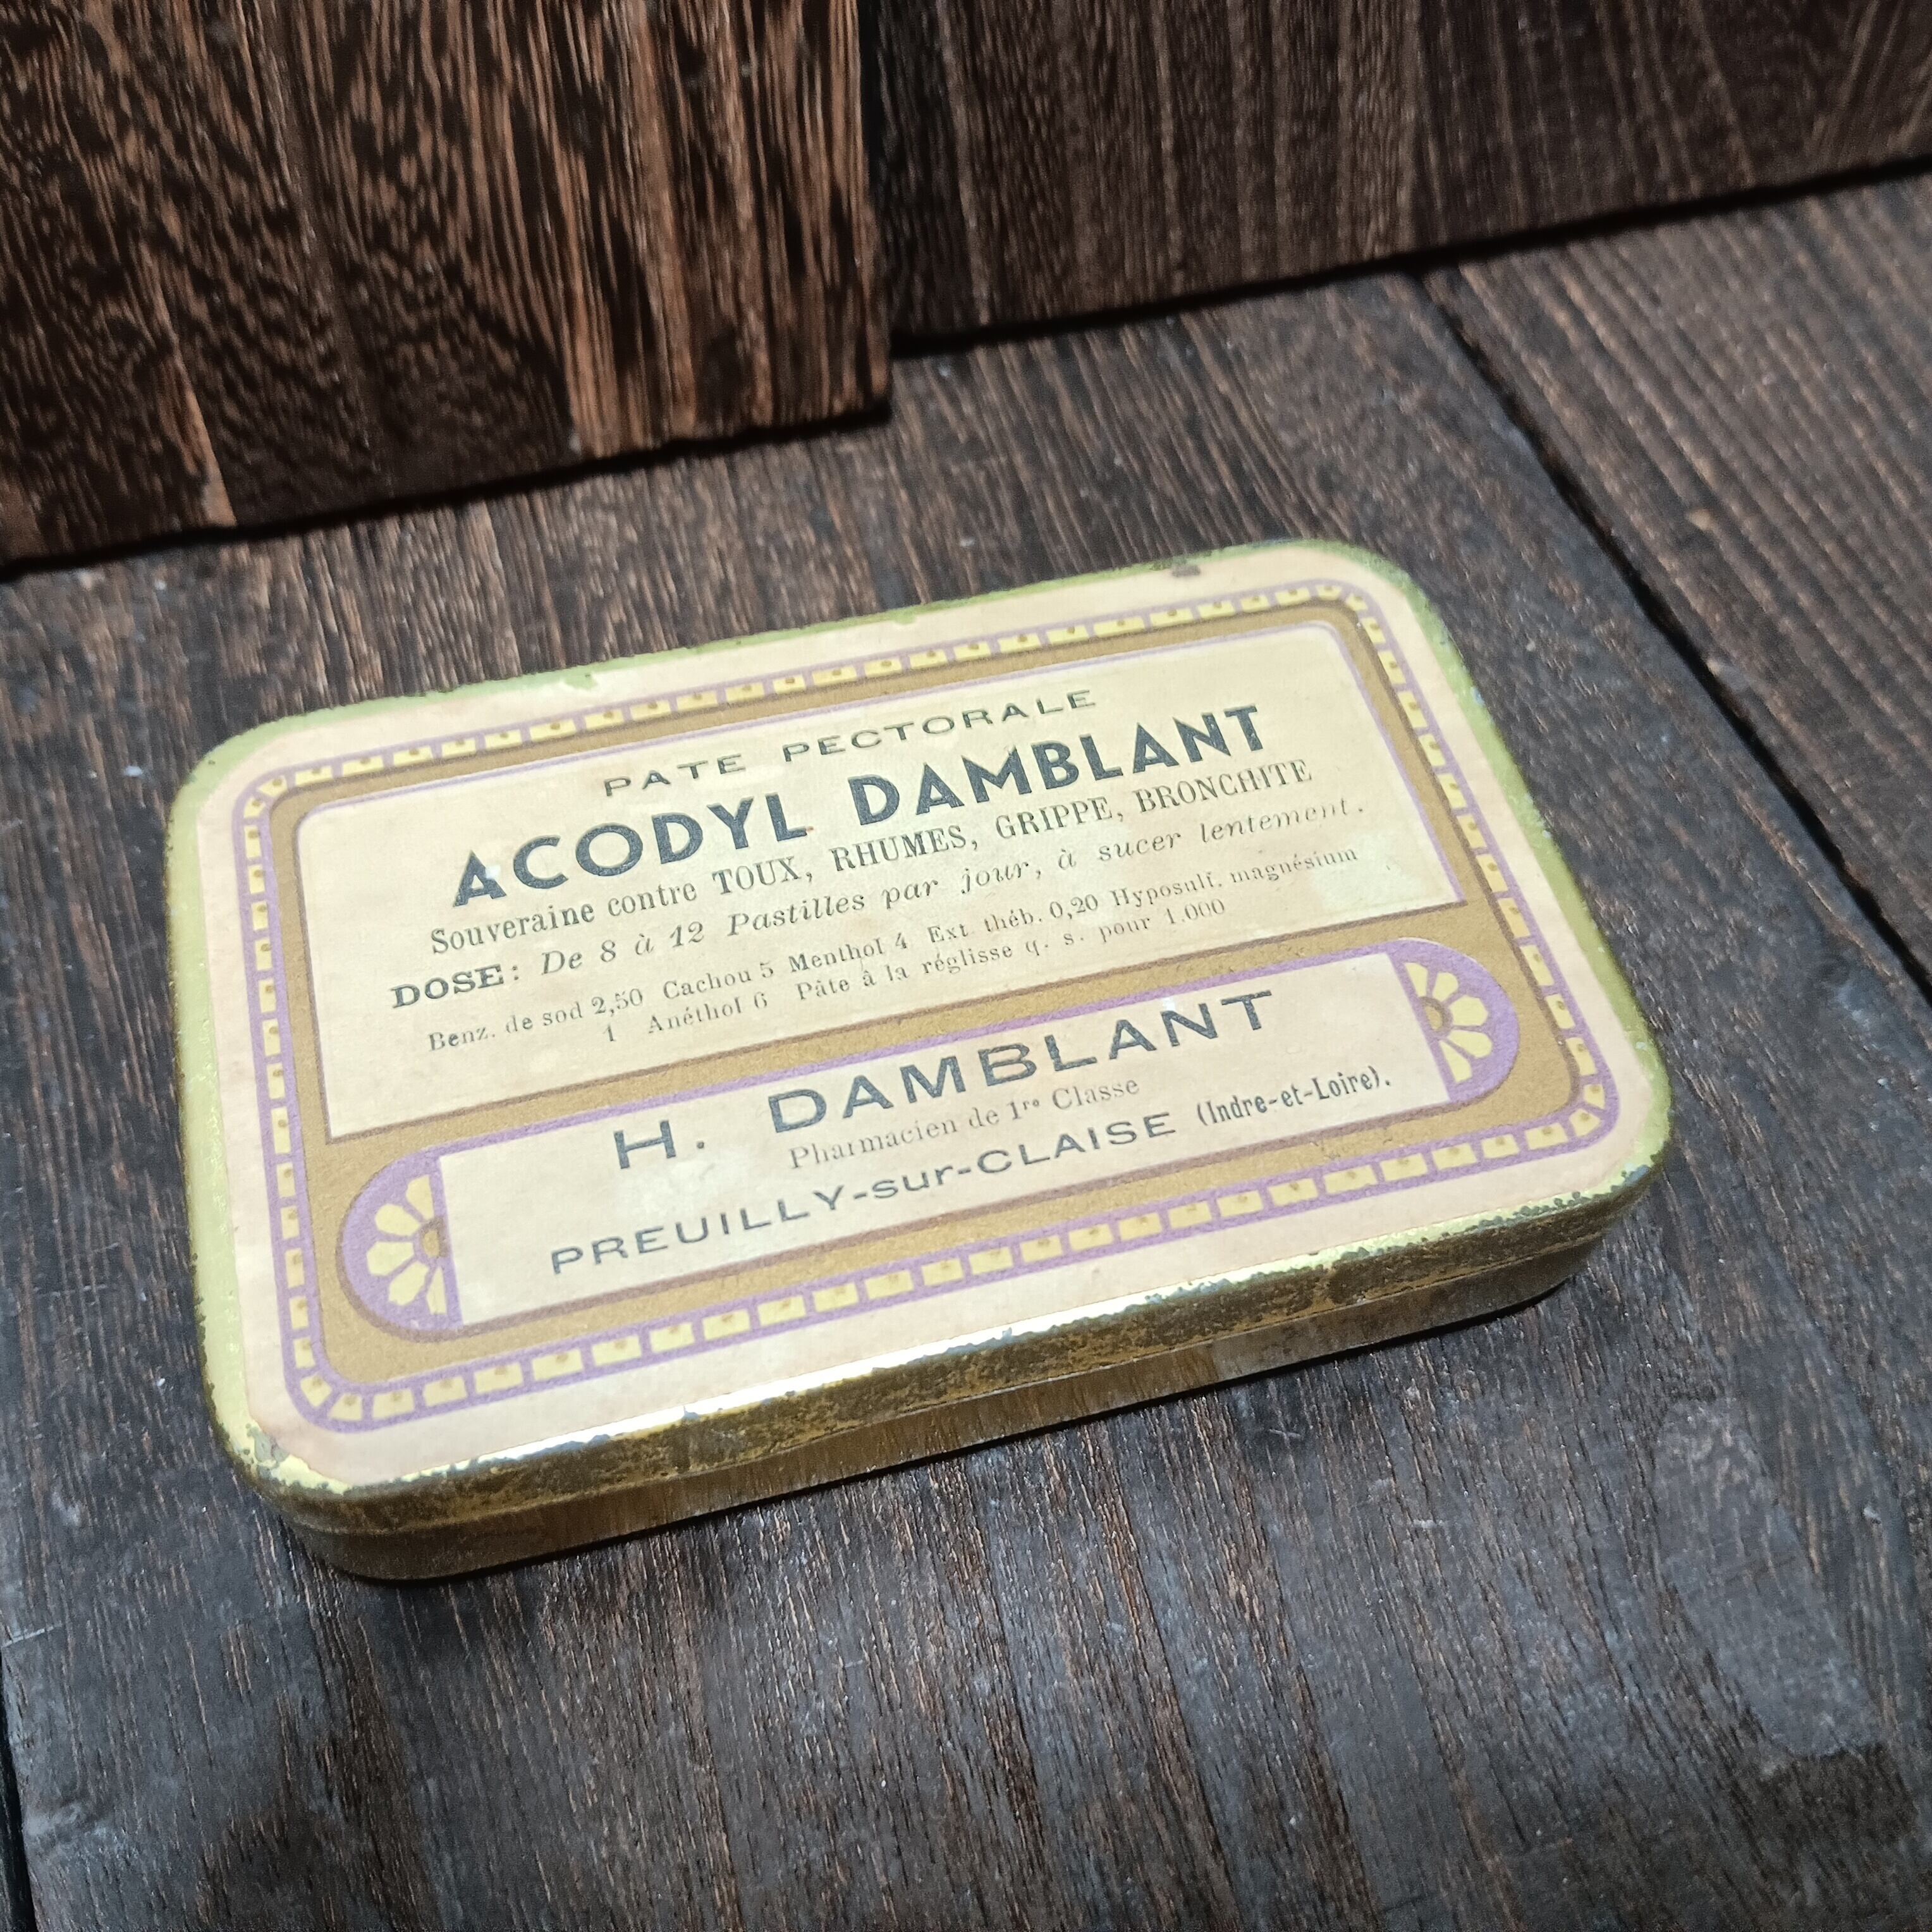 PATE PECTORALE
ACODYL DAMBLANT
Souveraine contre TOUX, RHUMES, GRIPPE, BRONCHITE
DOSE: De 8 à 12 Pastilles par jour, à sucer lentement.
Benz. de sod 2,50 Cachou 5 Menthol 4 Ext théb. 0,20 Hyposulf. magnésium
1 Anéthol 6 Pâte à la réglisse q. s. pour 1.000
H. DAMBLANT
Pharmacien de 1re Classe
PREUILLY-sur-CLAISE (Indre-et-Loire).